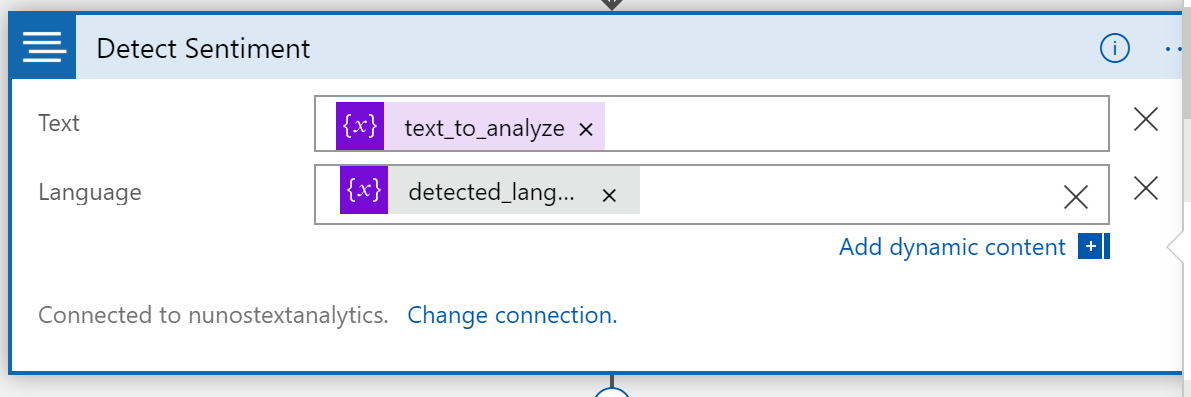 Detect Sentiment
Text
{x} text_to_analyze ×
Language
{x} detected_lang... ×
Add dynamic content
Connected to nunostextanalytics. Change connection.